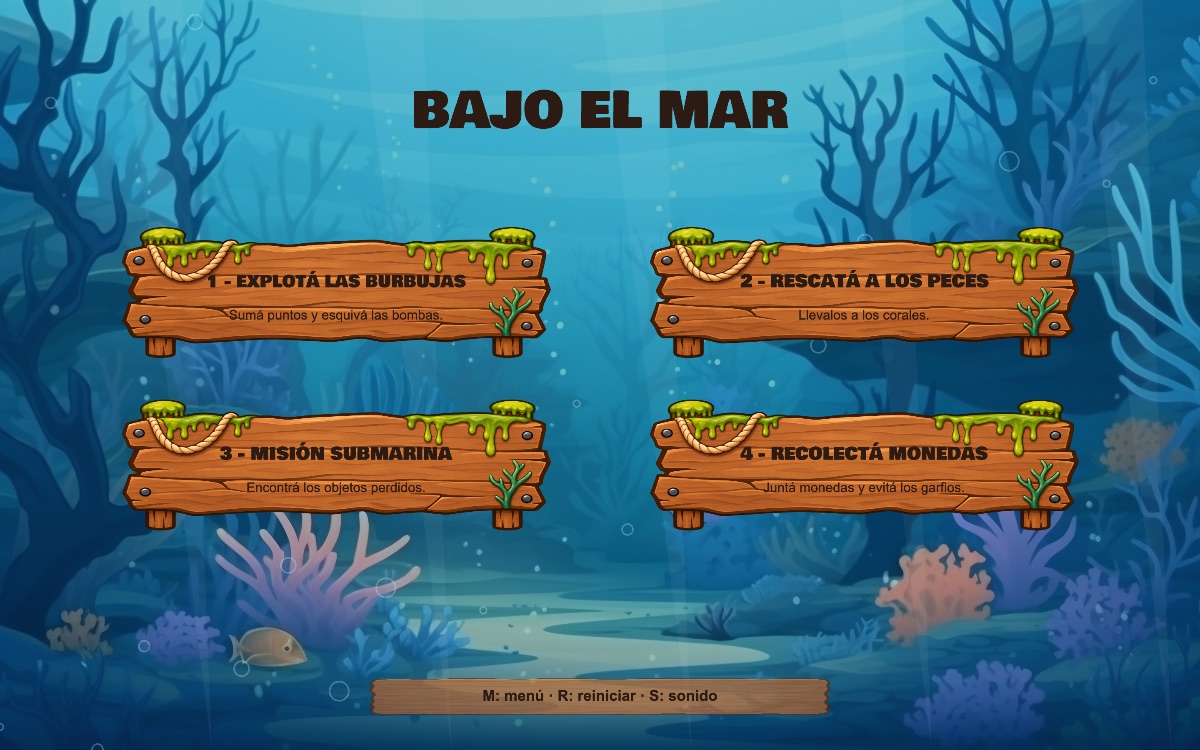 BAJO EL MAR
1 - EXPLOTÁ LAS BURBUJAS
Sumá puntos y esquivá las bombas.
2 - RESCATÁ A LOS PECES
Llevalos a los corales.
3 - MISIÓN SUBMARINA
Encontrá los objetos perdidos.
4 - RECOLECTÁ MONEDAS
Juntá monedas y evitá los garfios.
M: menú · R: reiniciar · S: sonido